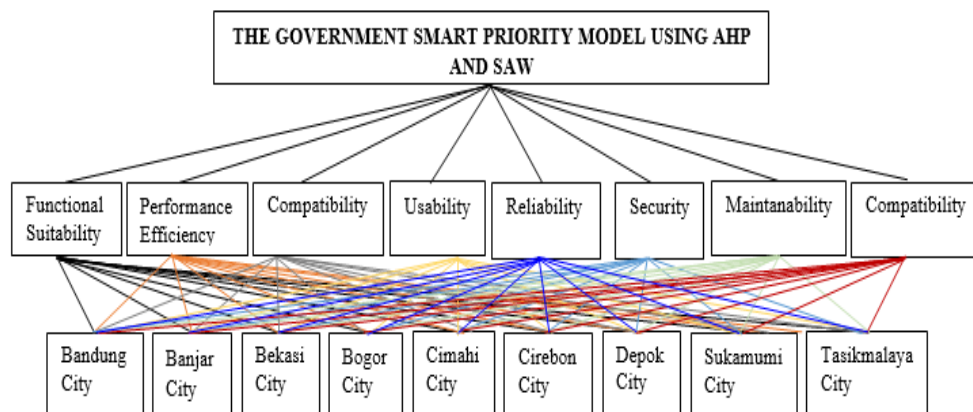 THE GOVERNMENT SMART PRIORITY MODEL USING AHP
AND SAW
Functional
Suitability
Performance
Efficiency
Compatibility
Usability
Reliability
Security
Maintanability
Compatibility
Bandung
City
Banjar
City
Bekasi
City
Bogor
City
Cimahi
City
Cirebon
City
Depok
City
Sukamumi
City
Tasikmalaya
City